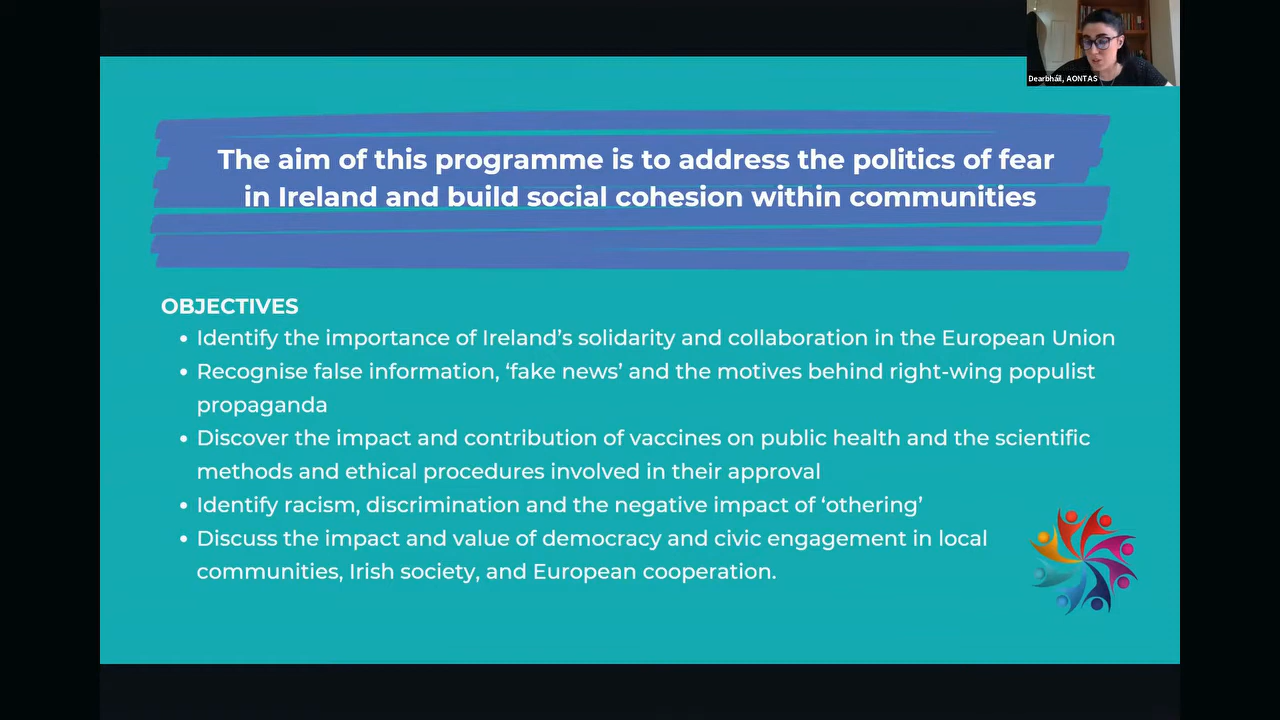 Dearbháil, AONTAS
The aim of this programme is to address the politics of fear
in Ireland and build social cohesion within communities
OBJECTIVES
• Identify the importance of Ireland’s solidarity and collaboration in the European Union
• Recognise false information, ‘fake news’ and the motives behind right-wing populist
propaganda
• Discover the impact and contribution of vaccines on public health and the scientific
methods and ethical procedures involved in their approval
• Identify racism, discrimination and the negative impact of ‘othering’
• Discuss the impact and value of democracy and civic engagement in local
communities, Irish society, and European cooperation.